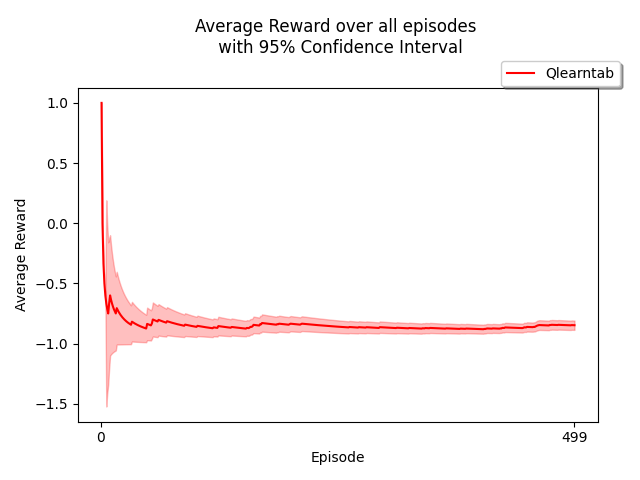 Average Reward over all episodes
with 95% Confidence Interval
Qlearntab
1.0
0.5
0.0
−0.5
−1.0
−1.5
Average Reward
0
499
Episode